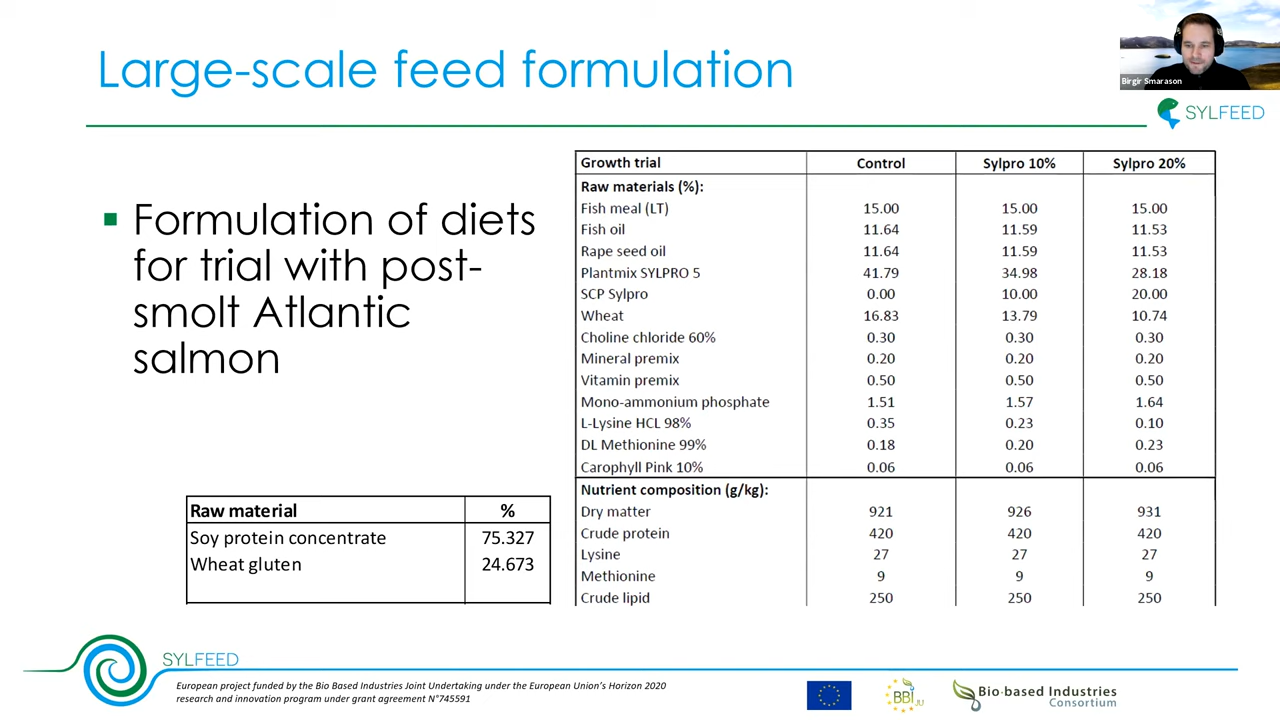 Large-scale feed formulation
Birgir Smarason
SYLFEED
▪ Formulation of diets
for trial with post-
smolt Atlantic
salmon
Raw material %
Soy protein concentrate 75.327
Wheat gluten 24.673
Growth trial Control Sylpro 10% Sylpro 20%
Raw materials (%):
Fish meal (LT) 15.00 15.00 15.00
Fish oil 11.64 11.59 11.53
Rape seed oil 11.64 11.59 11.53
Plantmix SYLPRO 5 41.79 34.98 28.18
SCP Sylpro 0.00 10.00 20.00
Wheat 16.83 13.79 10.74
Choline chloride 60% 0.30 0.30 0.30
Mineral premix 0.20 0.20 0.20
Vitamin premix 0.50 0.50 0.50
Mono-ammonium phosphate 1.51 1.57 1.64
L-Lysine HCL 98% 0.35 0.23 0.10
DL Methionine 99% 0.18 0.20 0.23
Carophyll Pink 10% 0.06 0.06 0.06
Nutrient composition (g/kg):
Dry matter 921 926 931
Crude protein 420 420 420
Lysine 27 27 27
Methionine 9 9 9
Crude lipid 250 250 250
SYLFEED
European project funded by the Bio Based Industries Joint Undertaking under the European Union's Horizon 2020
research and innovation program under grant agreement N°745591
BBI JU
Bio-based Industries
Consortium